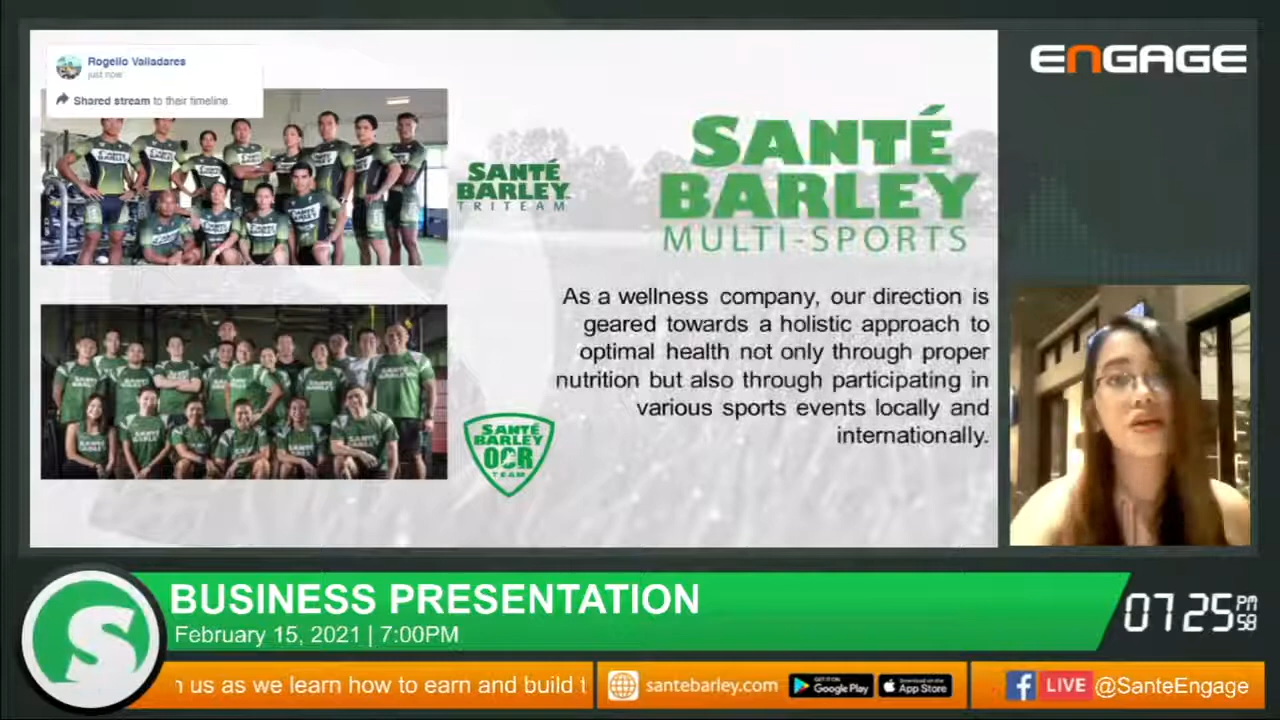 Rogelio Valladares
just now
Shared stream to their timeline
ENGAGE
SANTÉ
BARLEY
TRITEAM
SANTÉ
BARLEY
MULTI-SPORTS
As a wellness company, our direction is
geared towards a holistic approach to
optimal health not only through proper
nutrition but also through participating in
various sports events locally and
internationally.
SANTÉ
BARLEY
OCR
TEAM
BUSINESS PRESENTATION
February 15, 2021 | 7:00PM
07 25 PM 58
S
us as we learn how to earn and build
santebarley.com
GET IT ON
Google Play
Download on the
App Store
f LIVE @SanteEngage